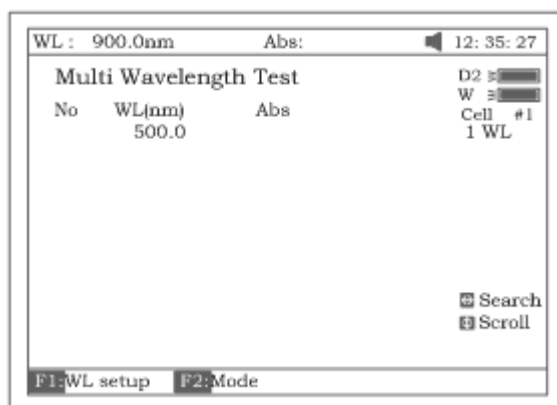 WL : 900.0nm Abs: 12: 35: 27
Multi Wavelength Test D2
W
No WL(nm) Abs Cell #1
500.0 1 WL
Search
Scroll
F1:WL setup F2:Mode